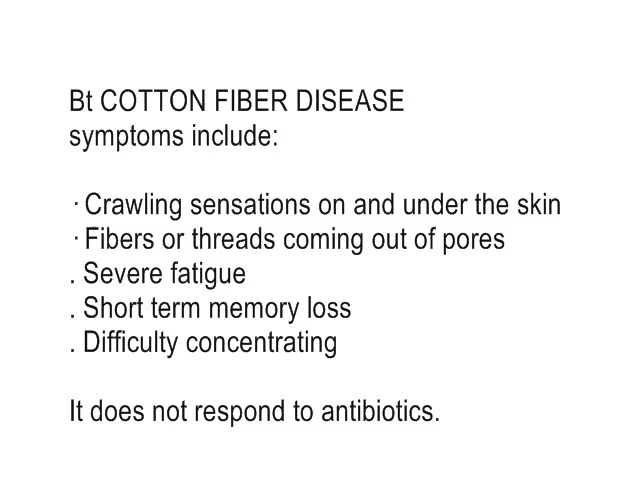 Bt COTTON FIBER DISEASE
symptoms include:
· Crawling sensations on and under the skin
· Fibers or threads coming out of pores
. Severe fatigue
. Short term memory loss
. Difficulty concentrating
It does not respond to antibiotics.